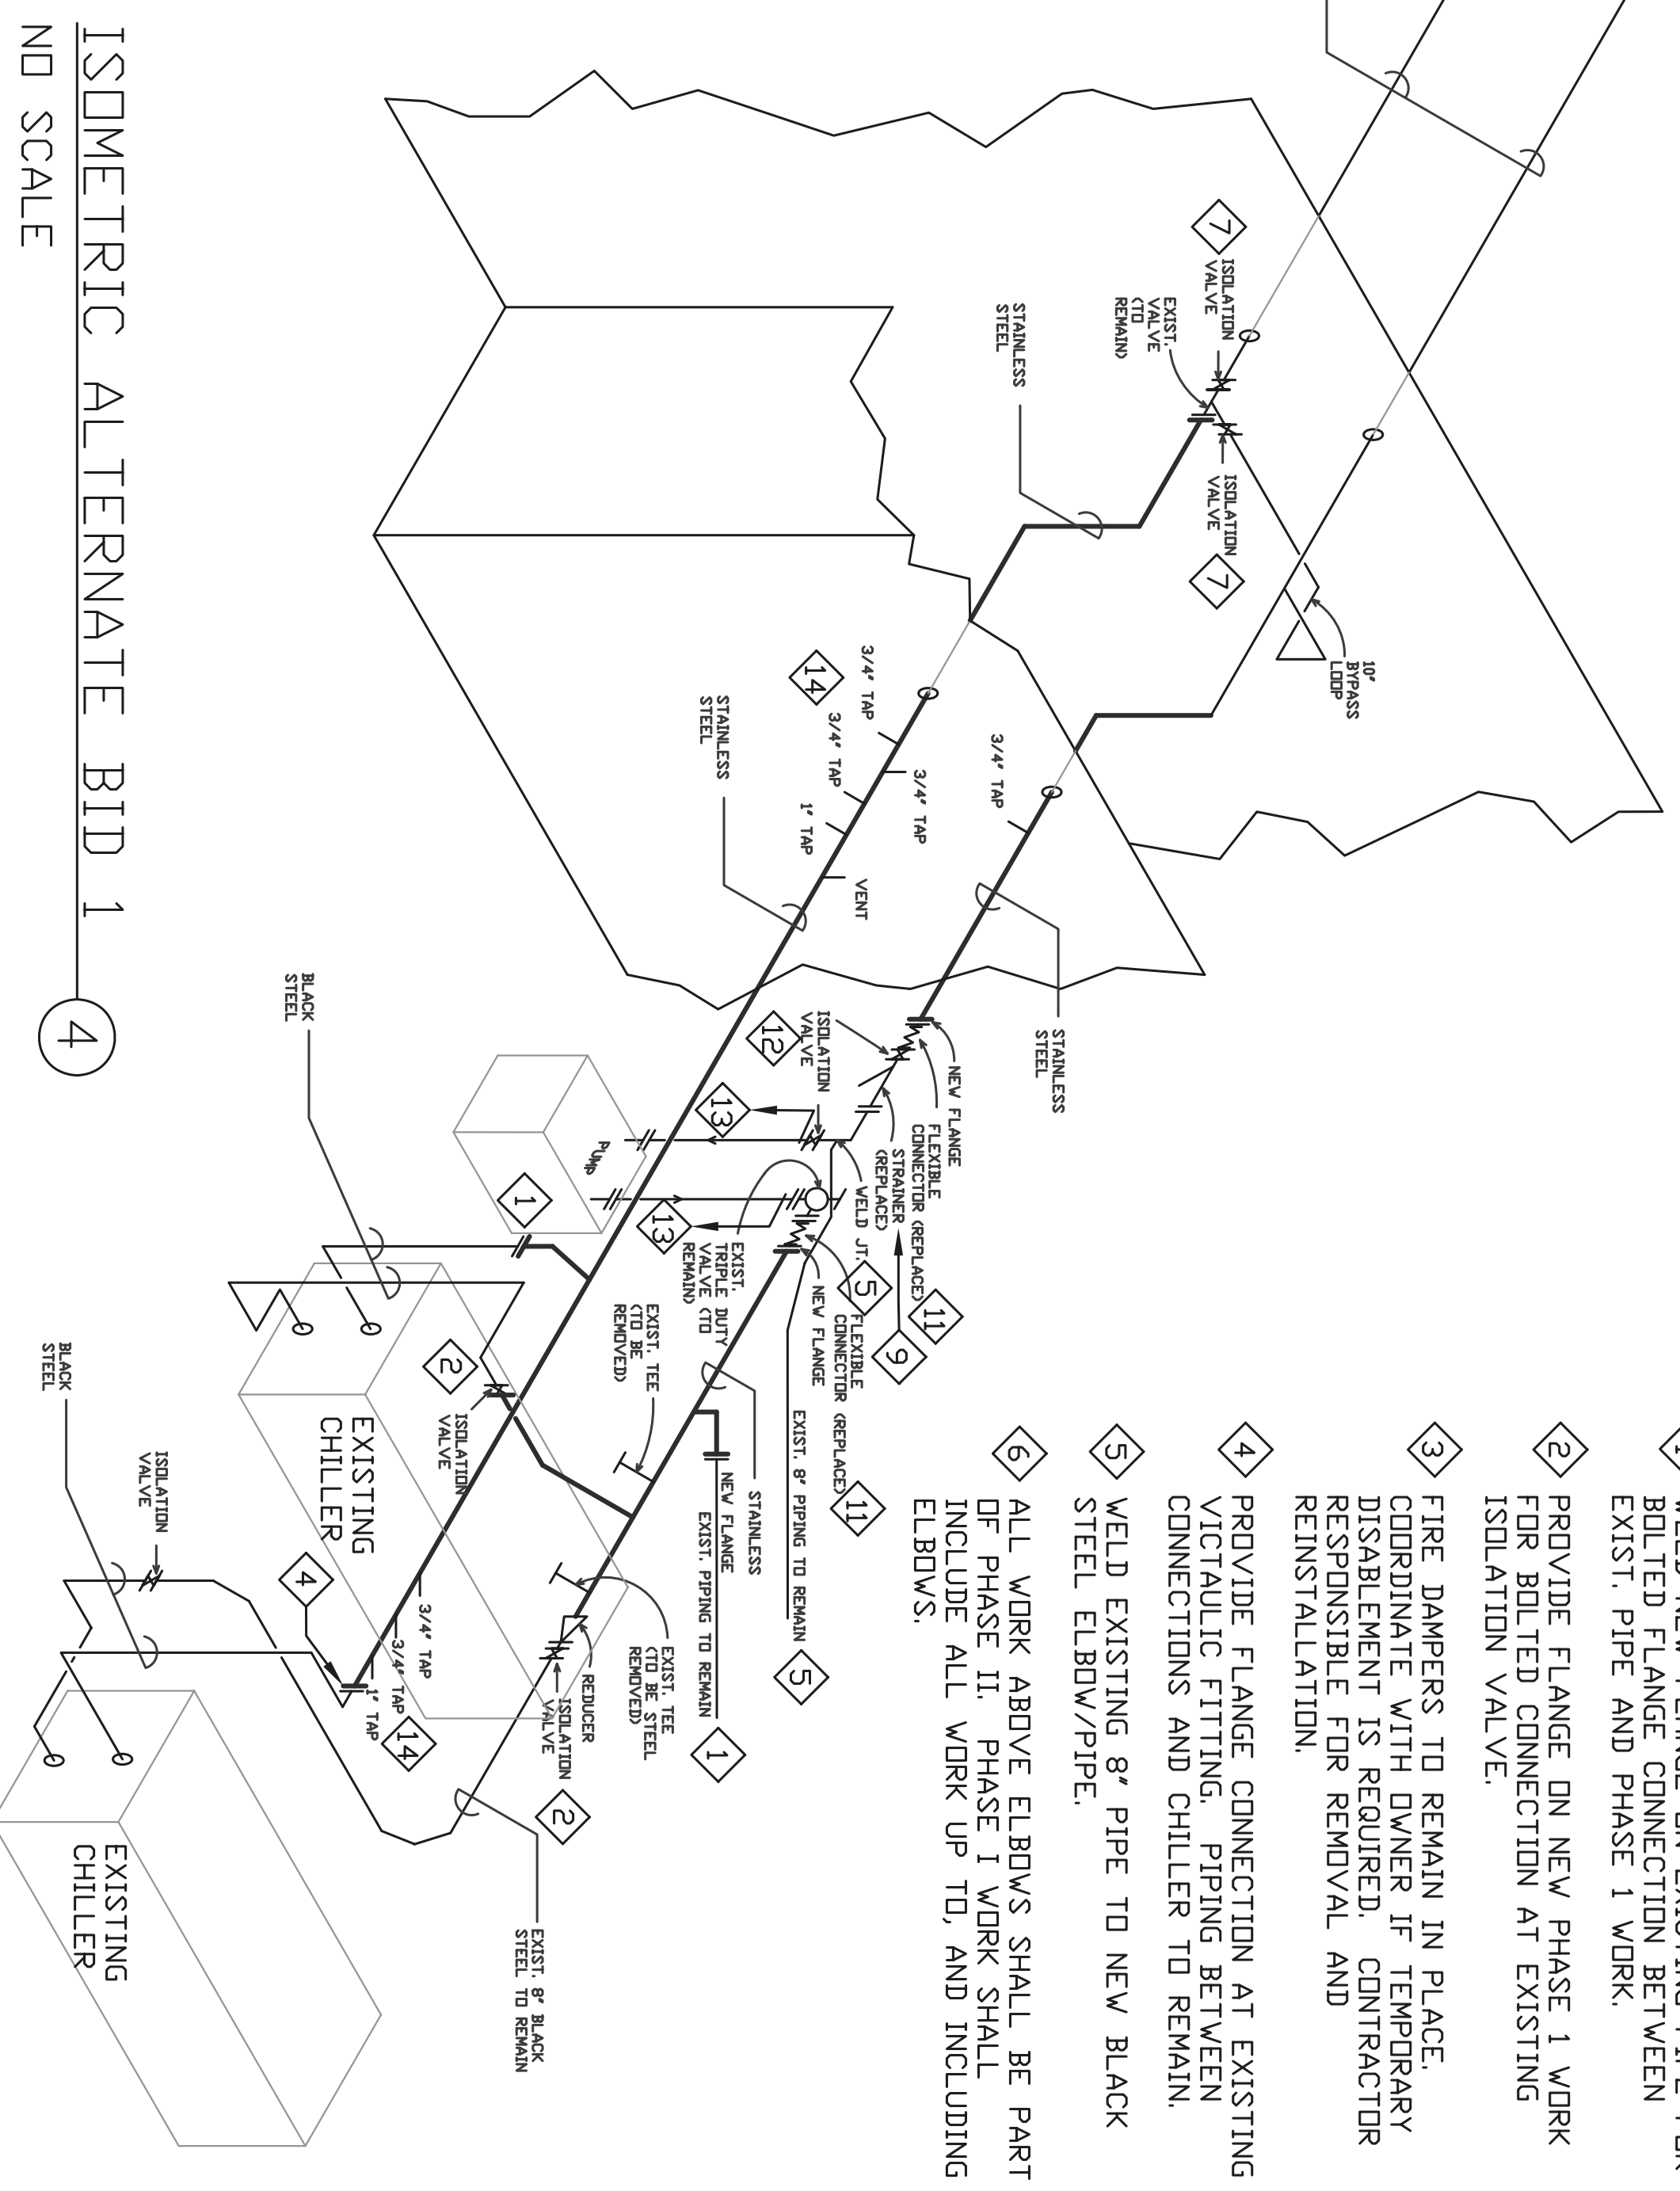 BOLTED FLANGE CONNECTION BETWEEN
EXIST. PIPE AND PHASE 1 WORK.
2
PROVIDE FLANGE ON NEW PHASE 1 WORK
FOR BOLTED CONNECTION AT EXISTING
ISOLATION VALVE.
3
FIRE DAMPERS TO REMAIN IN PLACE.
COORDINATE WITH OWNER IF TEMPORARY
DISABLEMENT IS REQUIRED. CONTRACTOR
RESPONSIBLE FOR REMOVAL AND
REINSTALLATION.
4
PROVIDE FLANGE CONNECTION AT EXISTING
VICTAULIC FITTING. PIPING BETWEEN
CONNECTIONS AND CHILLER TO REMAIN.
5
WELD EXISTING 8" PIPE TO NEW BLACK
STEEL ELBOW/PIPE.
6
ALL WORK ABOVE ELBOWS SHALL BE PART
OF PHASE II. PHASE I WORK SHALL
INCLUDE ALL WORK UP TO, AND INCLUDING
ELBOWS.
10"
BYPASS
LOOP
7
ISOLATION
VALVE
EXIST.
VALVE
(TO
REMAIN)
ISOLATION
VALVE
7
STAINLESS
STEEL
14
3/4" TAP
3/4" TAP
1" TAP
3/4" TAP
VENT
3/4" TAP
STAINLESS
STEEL
STAINLESS
STEEL
NEW FLANGE
FLEXIBLE
CONNECTOR (REPLACE)
11
STRAINER
(REPLACE)
9
WELD JT.
5
ISOLATION
VALVE
12
13
13
PUMP
1
FLEXIBLE
CONNECTOR (REPLACE)
11
NEW FLANGE
EXIST. 8" PIPING TO REMAIN
5
EXIST.
TRIPLE DUTY
VALVE (TO
REMAIN)
STAINLESS
NEW FLANGE
EXIST. PIPING TO REMAIN
1
EXIST. TEE
(TO BE
REMOVED)
EXIST. TEE
(TO BE STEEL
REMOVED)
REDUCER
ISOLATION
VALVE
2
EXIST. 8" BLACK
STEEL TO REMAIN
2
ISOLATION
VALVE
3/4" TAP
3/4" TAP
1" TAP
14
4
EXISTING
CHILLER
BLACK
STEEL
ISOLATION
VALVE
BLACK
STEEL
EXISTING
CHILLER
ISOMETRIC ALTERNATE BID 1
4
NO SCALE